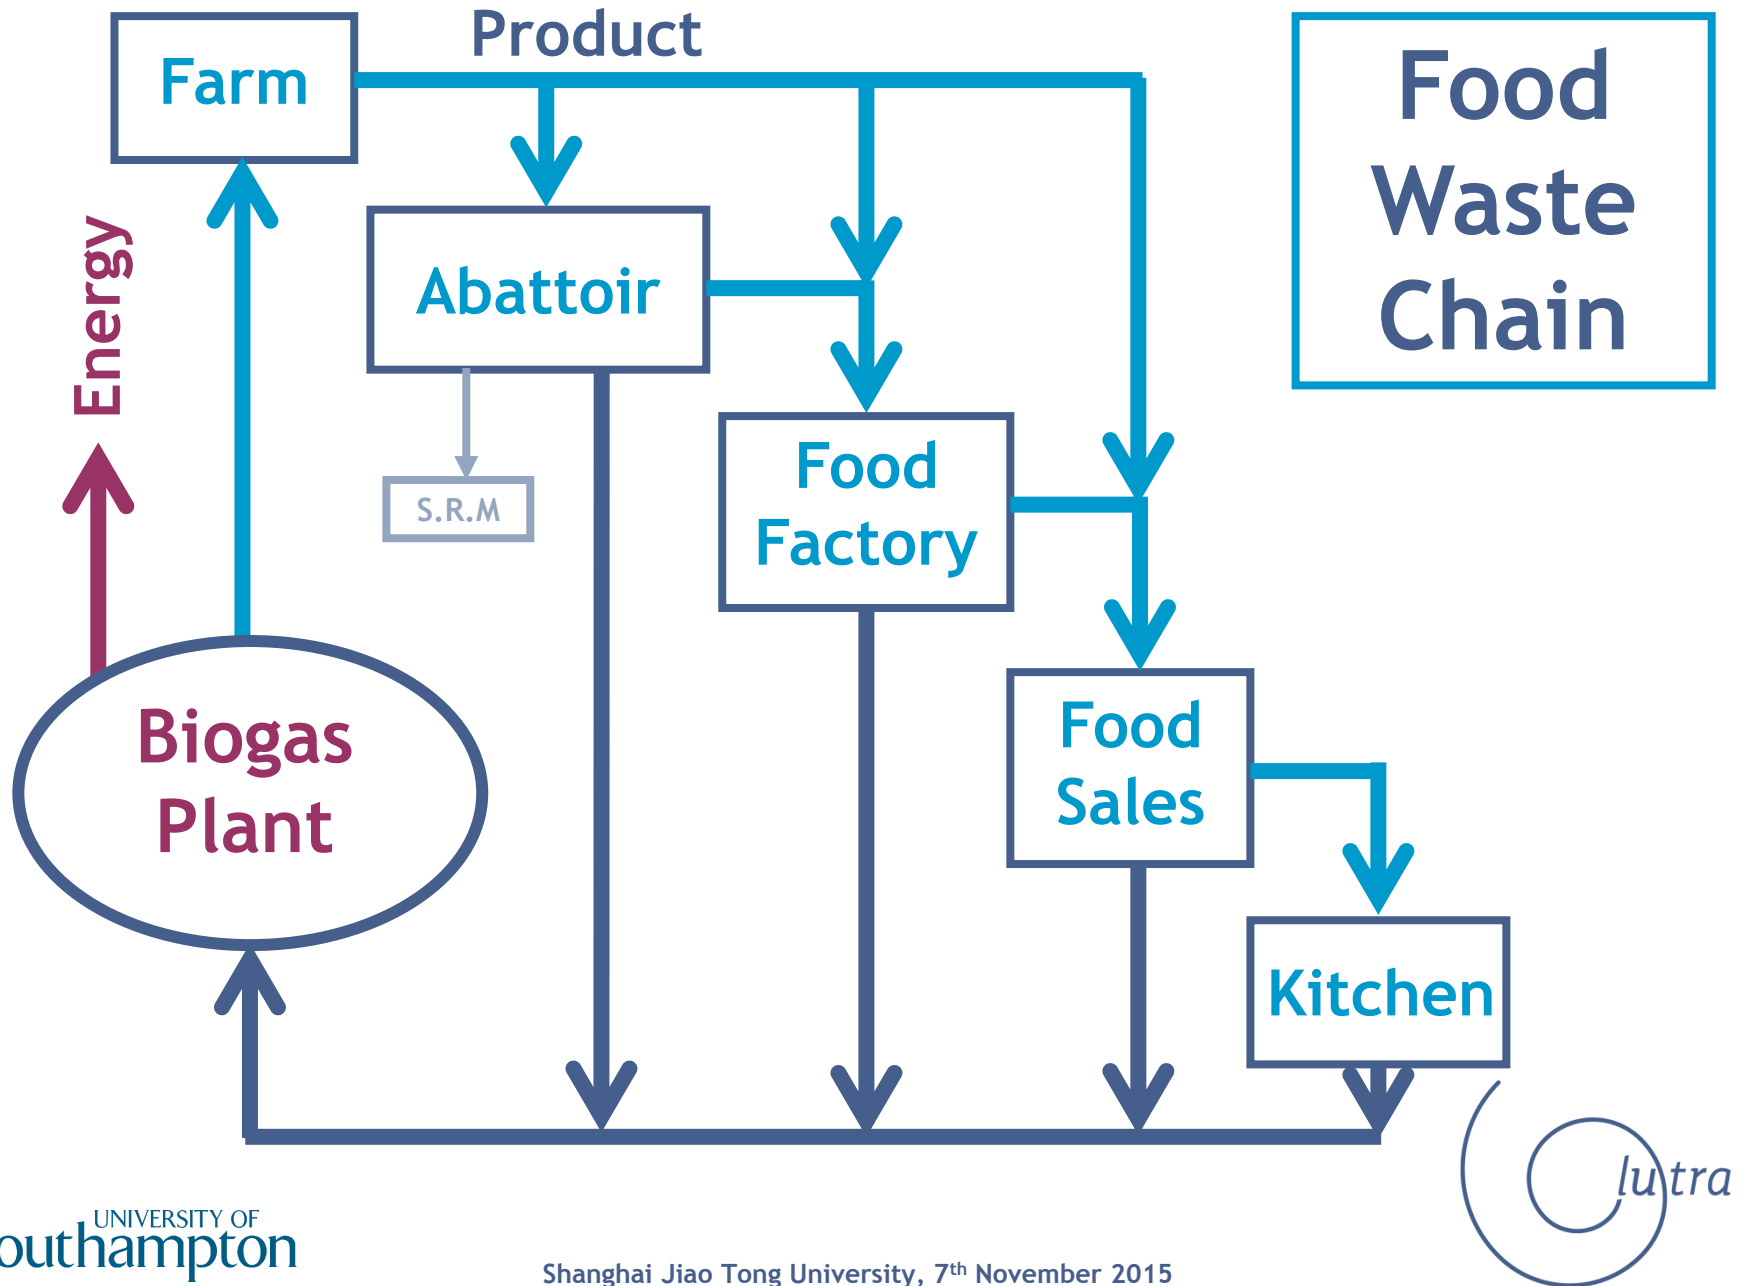 Product
Farm
Food
Waste
Chain
Energy
Abattoir
Food
Factory
S.R.M
Food
Sales
Biogas
Plant
Kitchen
lutra
UNIVERSITY OF
outhampton
Shanghai Jiao Tong University, 7th November 2015